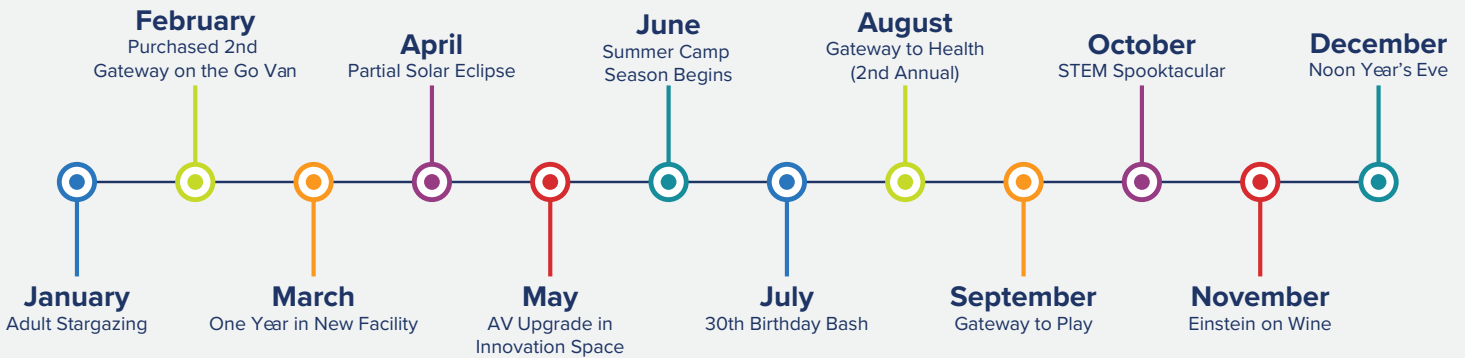 January
Adult Stargazing
February
Purchased 2nd
Gateway on the Go Van
March
One Year in New Facility
April
Partial Solar Eclipse
May
AV Upgrade in
Innovation Space
June
Summer Camp
Season Begins
July
30th Birthday Bash
August
Gateway to Health
(2nd Annual)
September
Gateway to Play
October
STEM Spooktacular
November
Einstein on Wine
December
Noon Year's Eve